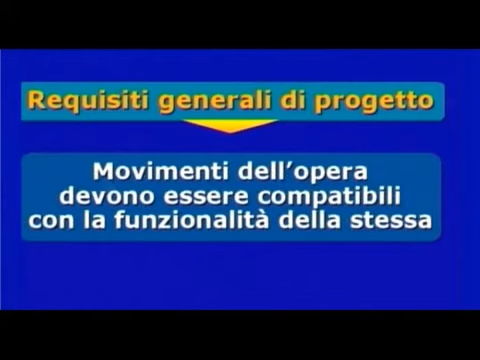 Requisiti generali di progetto
Movimenti dell’opera
devono essere compatibili
con la funzionalità della stessa